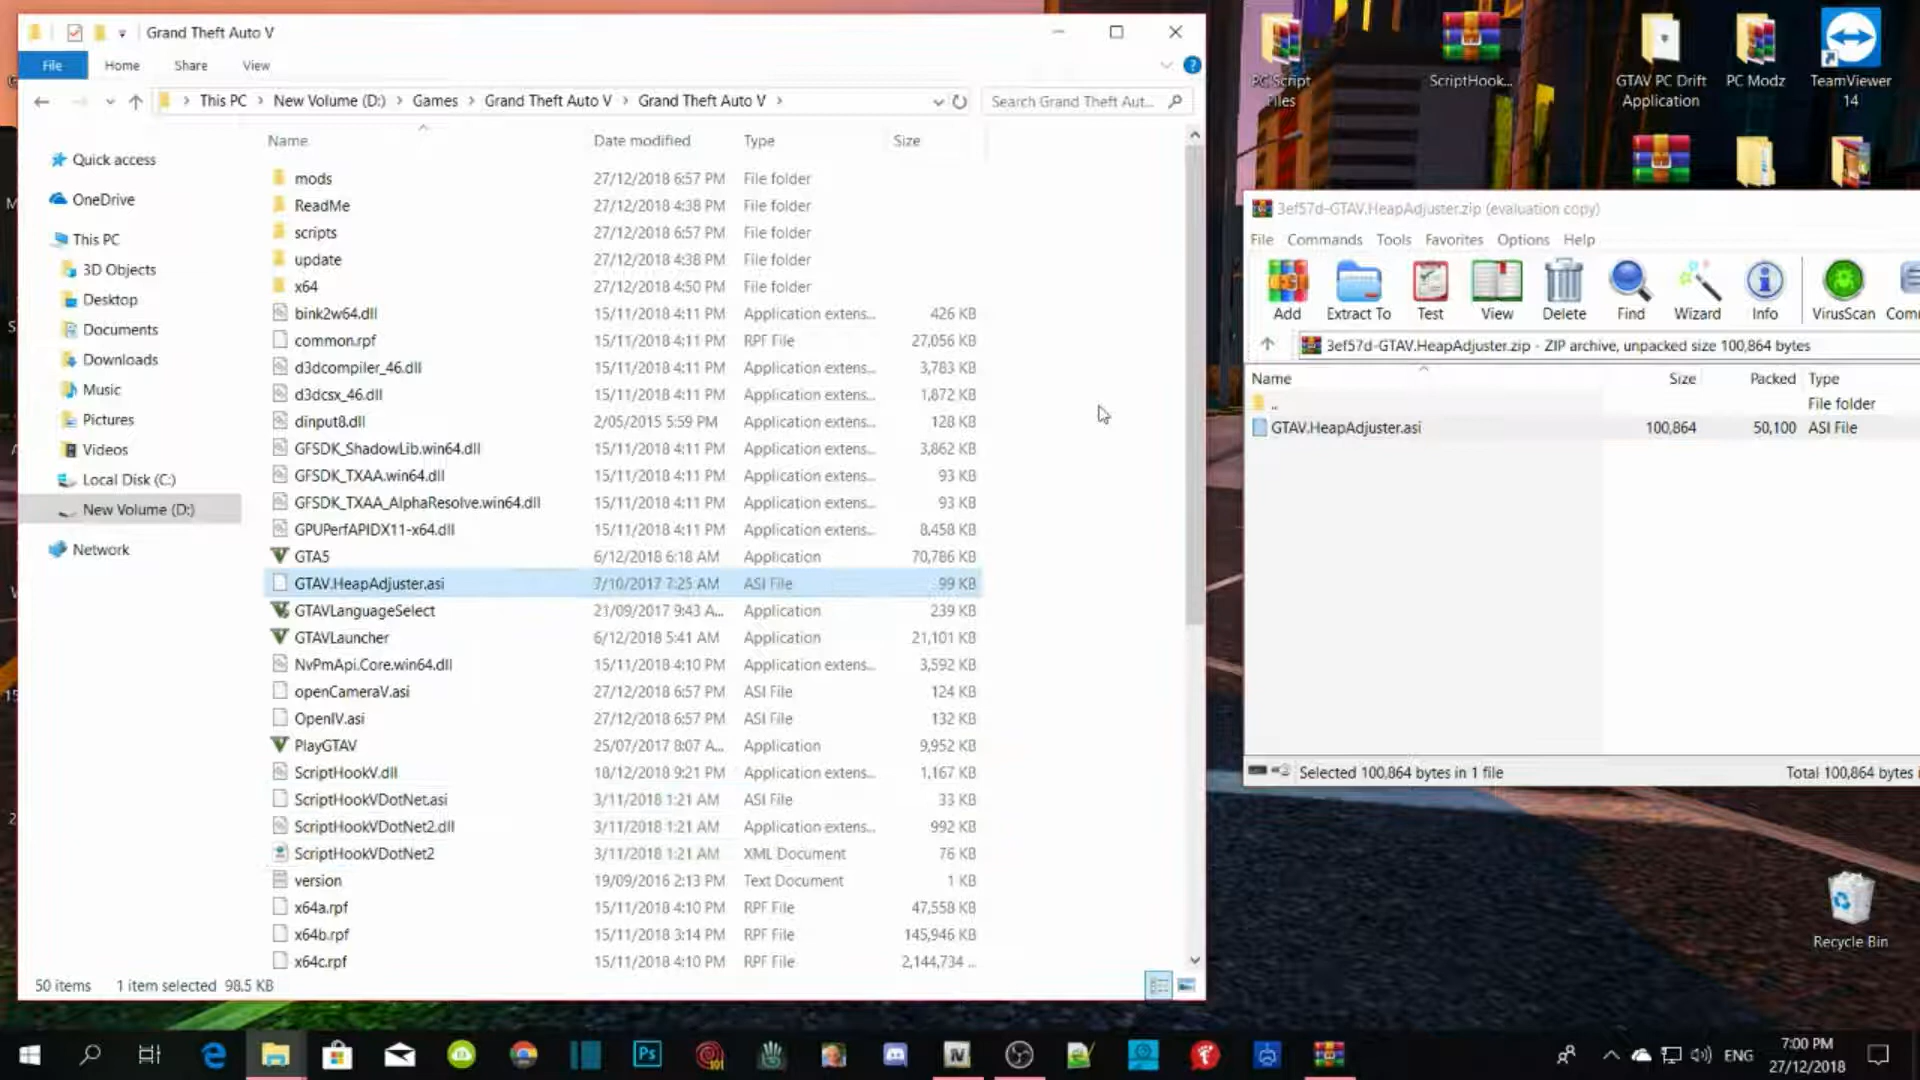 Grand Theft Auto V
File Home Share View
This PC > New Volume (D:) > Games > Grand Theft Auto V > Grand Theft Auto V >
Search Grand Theft Aut...
Name Date modified Type Size
Quick access
OneDrive
This PC
3D Objects
Desktop
Documents
Downloads
Music
Pictures
Videos
Local Disk (C:)
New Volume (D:)
Network
mods 27/12/2018 6:57 PM File folder
ReadMe 27/12/2018 4:38 PM File folder
scripts 27/12/2018 6:57 PM File folder
update 27/12/2018 4:38 PM File folder
x64 27/12/2018 4:50 PM File folder
bink2w64.dll 15/11/2018 4:11 PM Application extens... 426 KB
common.rpf 15/11/2018 4:11 PM RPF File 27,056 KB
d3dcompiler_46.dll 15/11/2018 4:11 PM Application extens... 3,783 KB
d3dcsx_46.dll 15/11/2018 4:11 PM Application extens... 1,872 KB
dinput8.dll 2/05/2015 5:59 PM Application extens... 128 KB
GFSDK_ShadowLib.win64.dll 15/11/2018 4:11 PM Application extens... 3,862 KB
GFSDK_TXAA.win64.dll 15/11/2018 4:11 PM Application extens... 93 KB
GFSDK_TXAA_AlphaResolve.win64.dll 15/11/2018 4:11 PM Application extens... 93 KB
GPUPerfAPIDX11-x64.dll 15/11/2018 4:11 PM Application extens... 8,458 KB
GTA5 6/12/2018 6:18 AM Application 70,786 KB
GTAV.HeapAdjuster.asi 7/10/2017 7:25 AM ASI File 99 KB
GTAVLanguageSelect 21/09/2017 9:43 A... Application 239 KB
GTAVLauncher 6/12/2018 5:41 AM Application 21,101 KB
NvPmApi.Core.win64.dll 15/11/2018 4:10 PM Application extens... 3,592 KB
openCameraV.asi 27/12/2018 6:57 PM ASI File 124 KB
OpenIV.asi 27/12/2018 6:57 PM ASI File 132 KB
PlayGTAV 25/07/2017 8:07 A... Application 9,952 KB
ScriptHookV.dll 18/12/2018 9:21 PM Application extens... 1,167 KB
ScriptHookVDotNet.asi 3/11/2018 1:21 AM ASI File 33 KB
ScriptHookVDotNet2.dll 3/11/2018 1:21 AM Application extens... 992 KB
ScriptHookVDotNet2 3/11/2018 1:21 AM XML Document 76 KB
version 19/09/2016 2:13 PM Text Document 1 KB
x64a.rpf 15/11/2018 4:10 PM RPF File 47,558 KB
x64b.rpf 15/11/2018 3:14 PM RPF File 145,946 KB
x64c.rpf 15/11/2018 4:10 PM RPF File 2,144,734 ...
50 items 1 item selected 98.5 KB
PC Script
Files
ScriptHook...
GTAV PC Drift
Application
PC Modz
TeamViewer
14
3ef57d-GTAV.HeapAdjuster.zip (evaluation copy)
File Commands Tools Favorites Options Help
Add Extract To Test View Delete Find Wizard Info VirusScan Com
3ef57d-GTAV.HeapAdjuster.zip - ZIP archive, unpacked size 100,864 bytes
Name Size Packed Type
.. File folder
GTAV.HeapAdjuster.asi 100,864 50,100 ASI File
Selected 100,864 bytes in 1 file
Total 100,864 bytes i
Recycle Bin
Ps
101
ENG
7:00 PM
27/12/2018